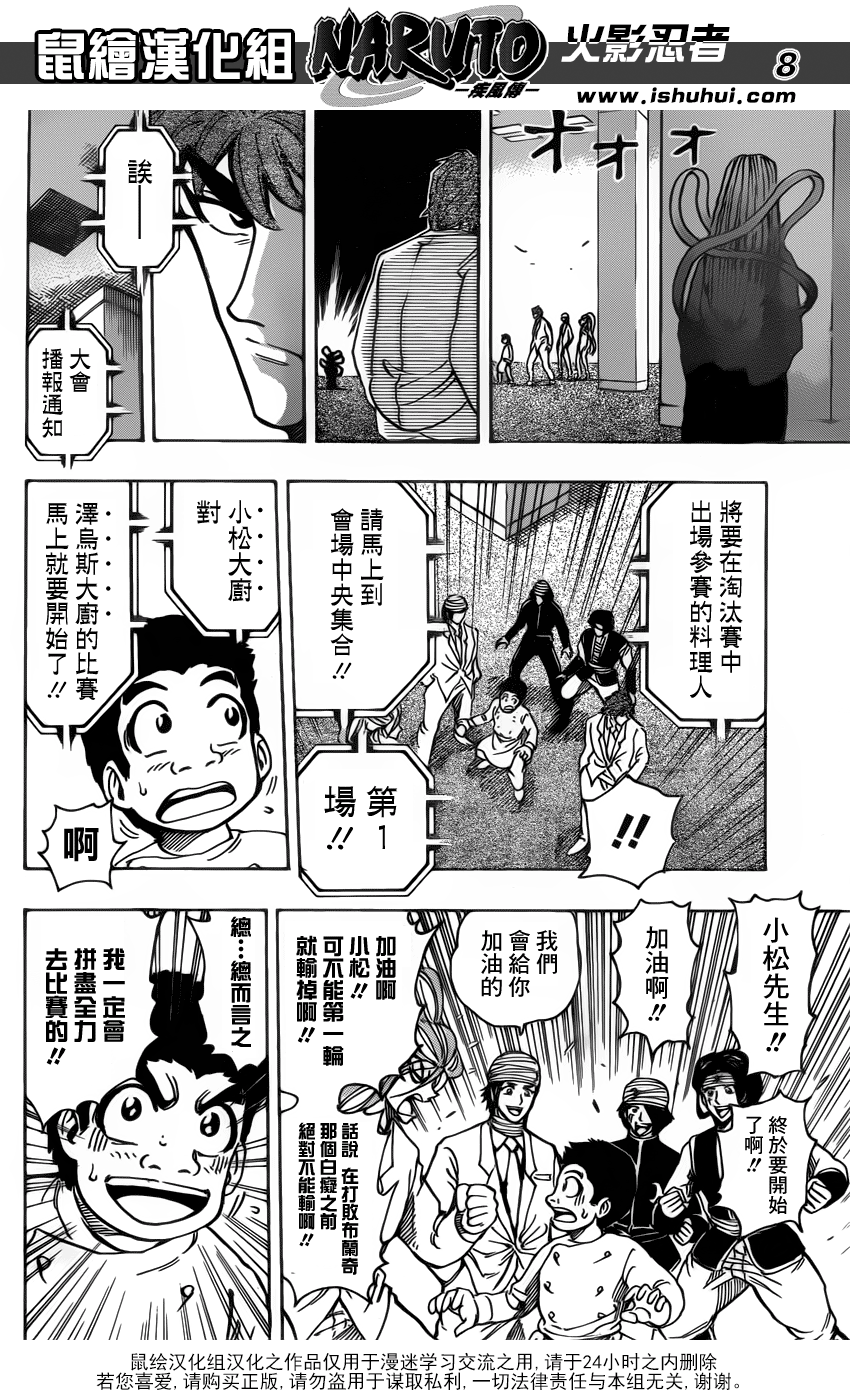 鼠繪漢化組
NARUTO
-疾風傳-
火影忍者
8
www.ishuhui.com
オオォ
誒——
大會
播報通知
將要在淘汰賽中
出場參賽的料理人
請馬上到
會場中央集合!!
第1
場!!
!!
小松大廚
對
澤烏斯大廚的比賽
馬上就要開始了!!
啊
小松先生!!
終於要開始
了啊!!
加油啊!!
我們
會給你
加油的
加油啊
小松!!
可不能第一輪
就輸掉啊!!
話說 在打敗布蘭奇
那個白癡之前
絕對不能輸啊!!
總…總而言之
我一定會
拼盡全力
去比賽的!!
鼠绘汉化组汉化之作品仅用于漫迷学习交流之用, 请于24小时之内删除
若您喜爱, 请购买正版, 请勿盗用于谋取私利, 一切法律责任与本组无关, 谢谢。